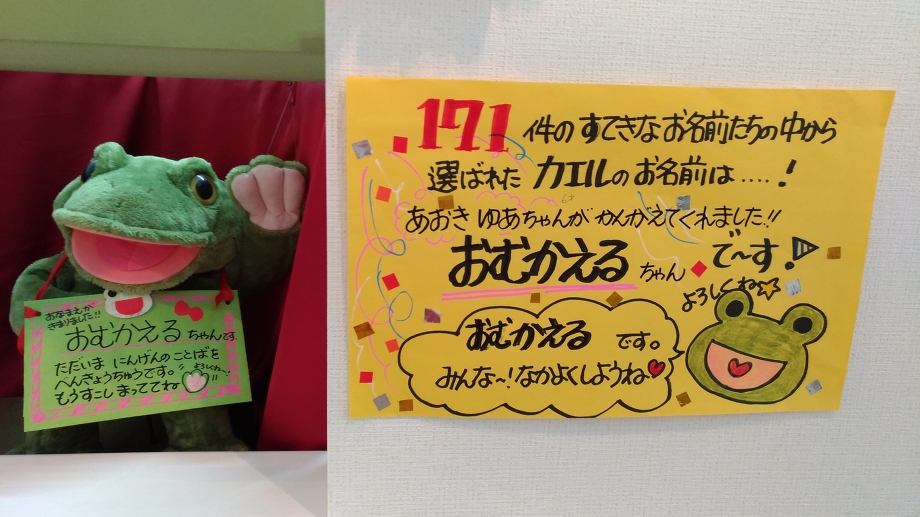 おなまえが
きまりました!!
おむかえる ちゃんです。
ただいま にんげんの ことばを
べんきょうちゅうです。
よろしくね〜!!
もうすこし まっててね
171 件の すてきな お名前たちの 中から
選ばれた カエルの お名前は....!
あおき ゆあちゃんが かんがえてくれました!!
おむかえる ちゃん で〜す!
よろしくね
おむかえる です。
みんな〜!なかよくしようね